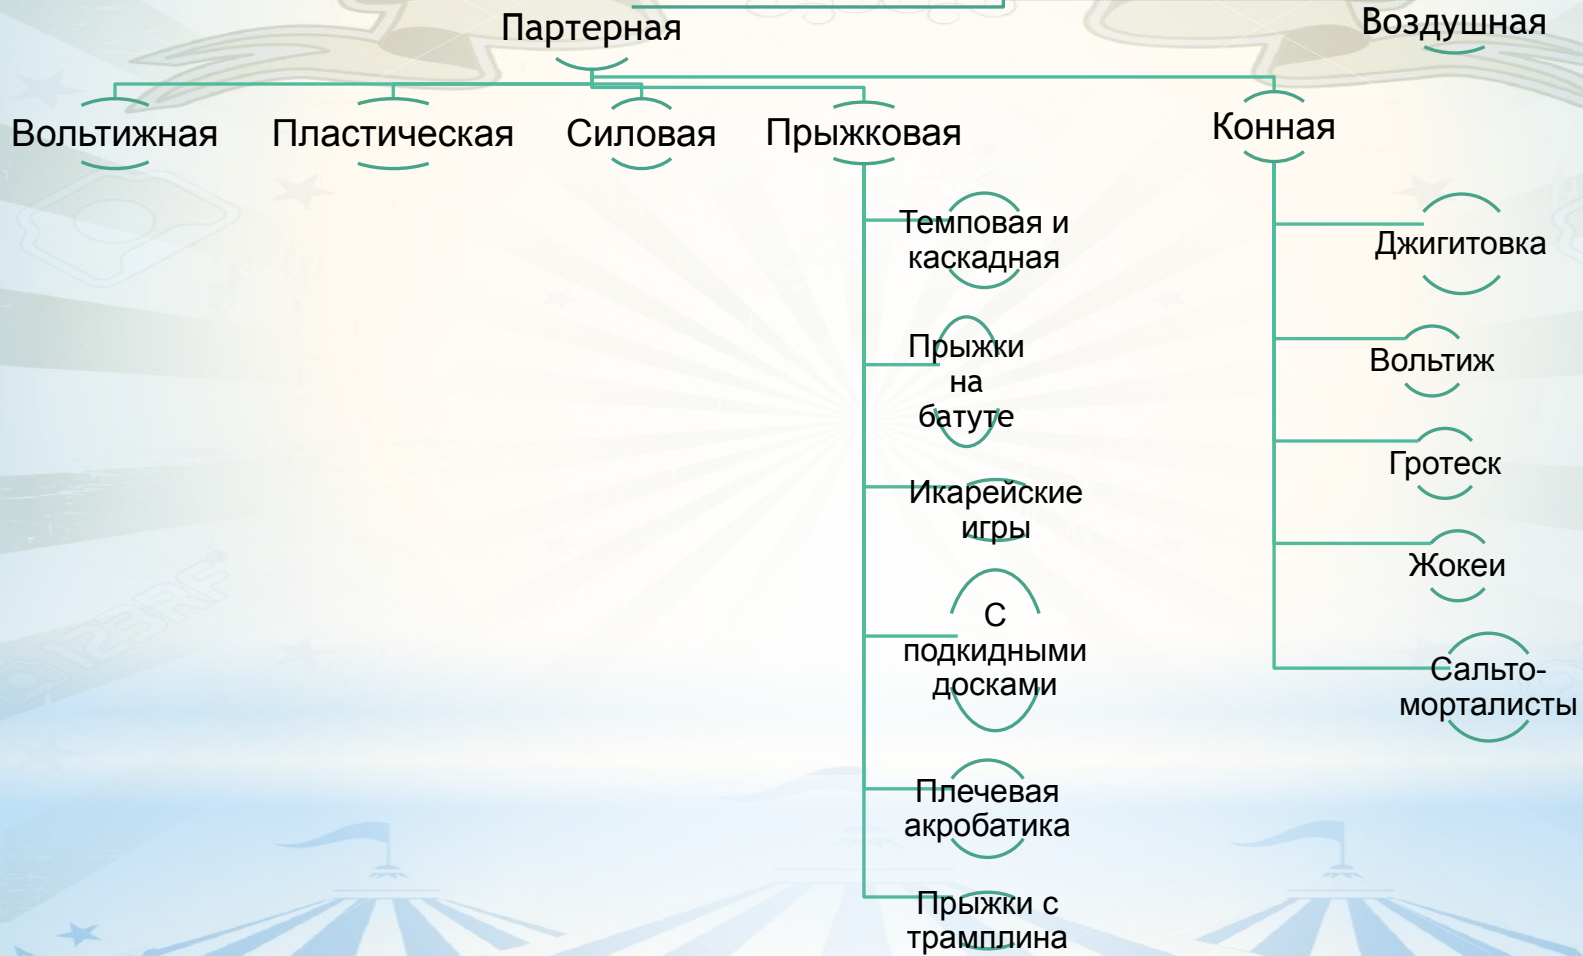 Партерная
Воздушная
Вольтижная
Пластическая
Силовая
Прыжковая
Конная
Темповая и
каскадная
Прыжки
на
батуте
Икарейские
игры
С
подкидными
досками
Плечевая
акробатика
Прыжки с
трамплина
Джигитовка
Вольтиж
Гротеск
Жокеи
Сальто-
морталисты
123RF